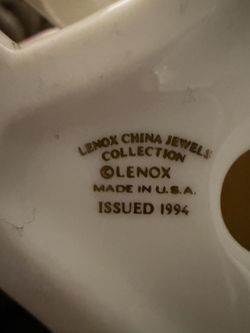 LENOX CHINA JEWELS
COLLECTION
©LENOX
MADE IN U.S.A.
ISSUED 1994